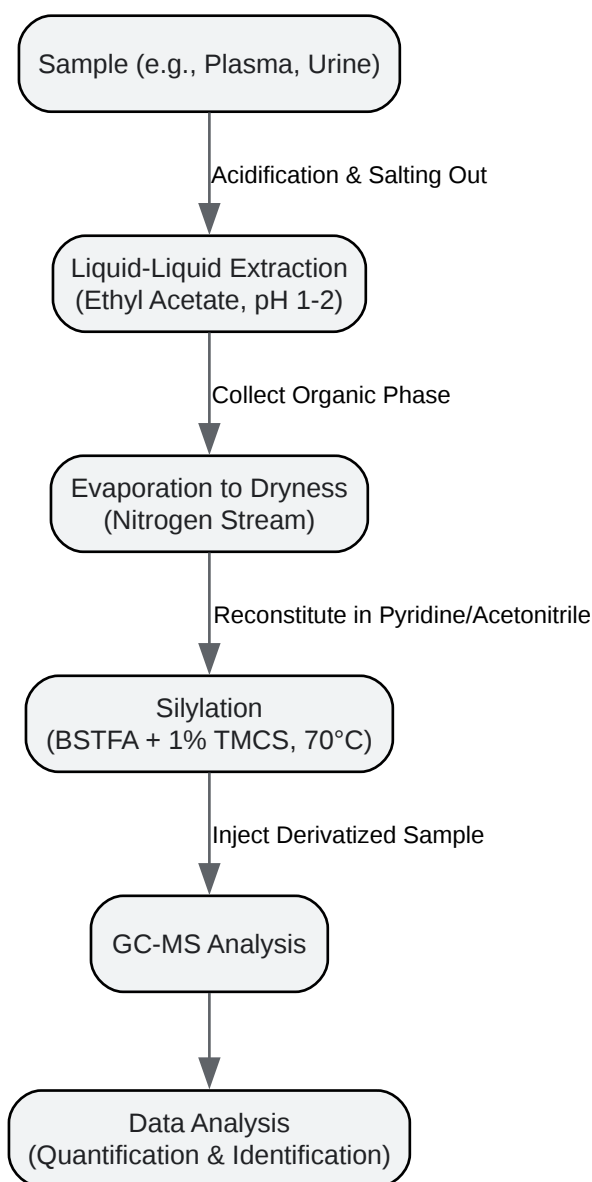 Sample (e.g., Plasma, Urine)
Acidification & Salting Out
Liquid-Liquid Extraction
(Ethyl Acetate, pH 1-2)
Collect Organic Phase
Evaporation to Dryness
(Nitrogen Stream)
Reconstitute in Pyridine/Acetonitrile
Silylation
(BSTFA + 1% TMCS, 70°C)
Inject Derivatized Sample
GC-MS Analysis
Data Analysis
(Quantification & Identification)